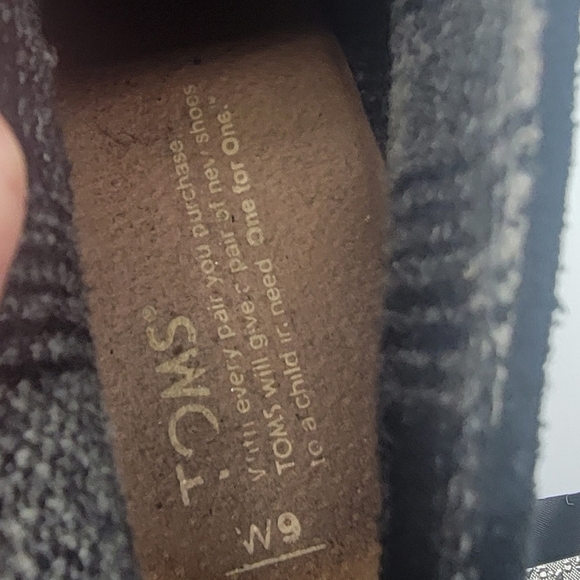 TOMS®
With every pair you purchase,
TOMS will give a pair of new shoes
to a child in need. One for One.™
W9